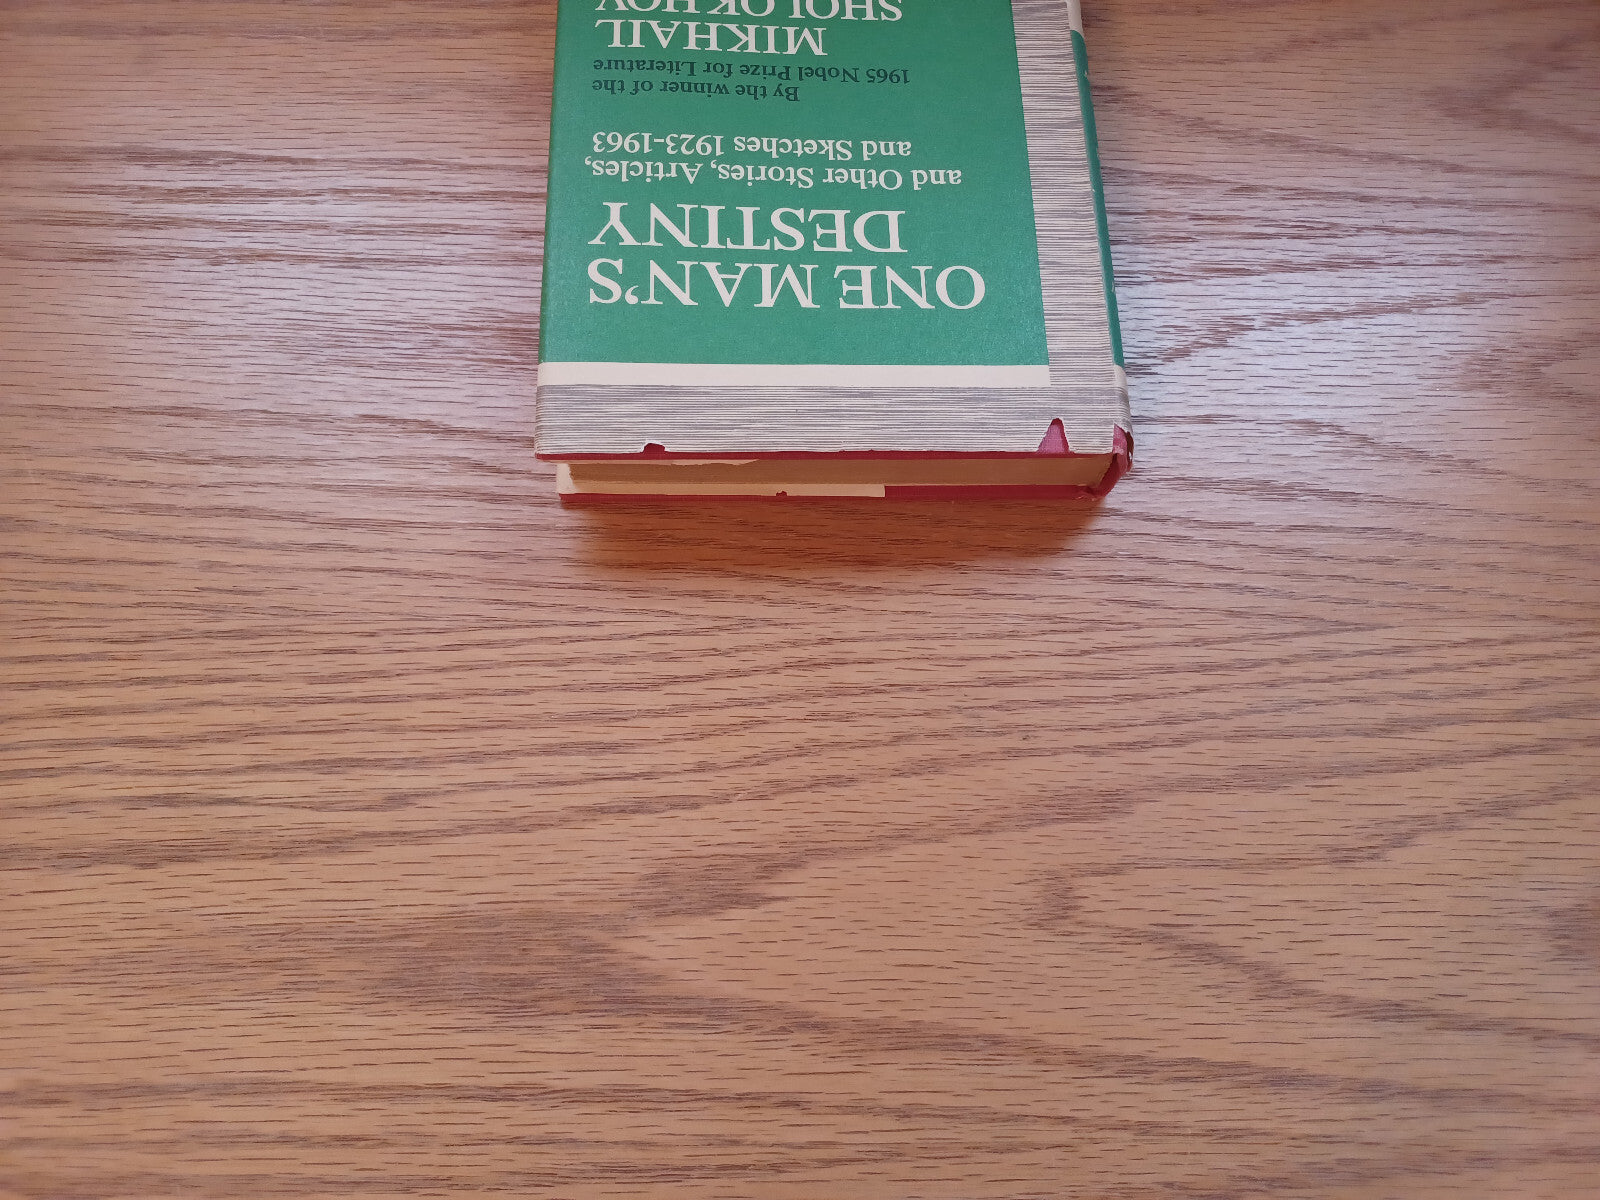 ONE MAN'S
DESTINY
and Other Stories, Articles,
and Sketches 1923-1963
By the winner of the
1965 Nobel Prize for Literature
MIKHAIL
SHOLOKHOV